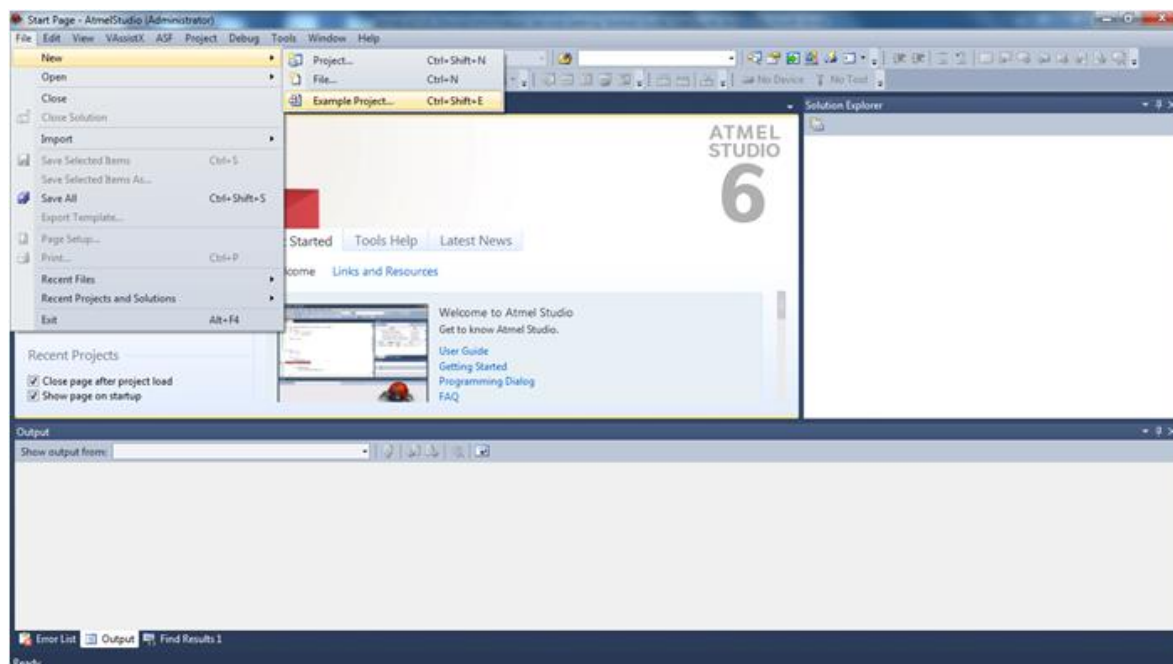 Start Page - AtmelStudio (Administrator)
File Edit View VAssistX ASF Project Debug Tools Window Help
New
Project... Ctrl+Shift+N
File... Ctrl+N
Example Project... Ctrl+Shift+E
Open
Close
Close Solution
Import
Save Selected Items Ctrl+S
Save Selected Items As...
Save All Ctrl+Shift+S
Export Template...
Page Setup...
Print... Ctrl+P
Recent Files
Recent Projects and Solutions
Exit Alt+F4
No Device No Tool
Solution Explorer
ATMEL
STUDIO
6
Started Tools Help Latest News
come Links and Resources
Welcome to Atmel Studio
Get to know Atmel Studio.
User Guide
Getting Started
Programming Dialog
FAQ
Recent Projects
Close page after project load
Show page on startup
Output
Show output from:
Error List Output Find Results 1
Ready